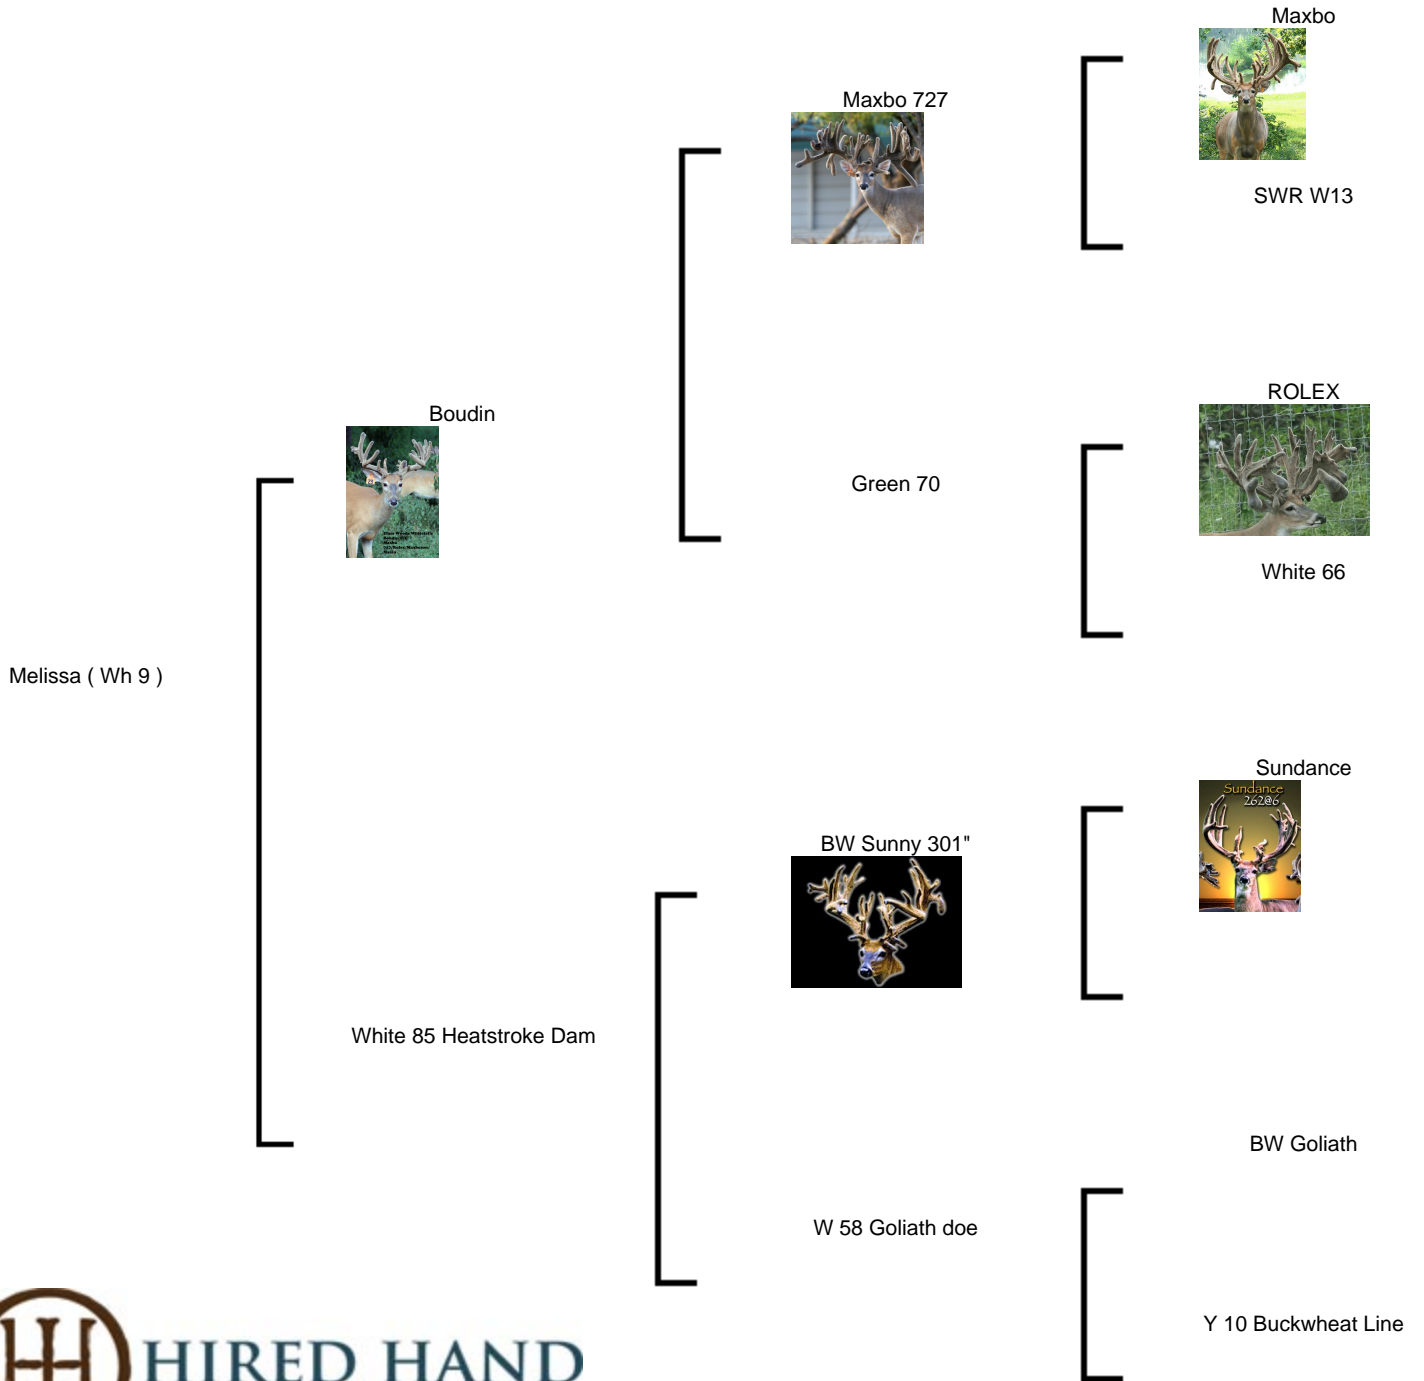 Maxbo
Maxbo 727
SWR W13
ROLEX
Boudin
Green 70
White 66
Melissa ( Wh 9 )
Sundance
Sundance
262@6
BW Sunny 301"
White 85 Heatstroke Dam
BW Goliath
W 58 Goliath doe
Y 10 Buckwheat Line
HIRED HAND